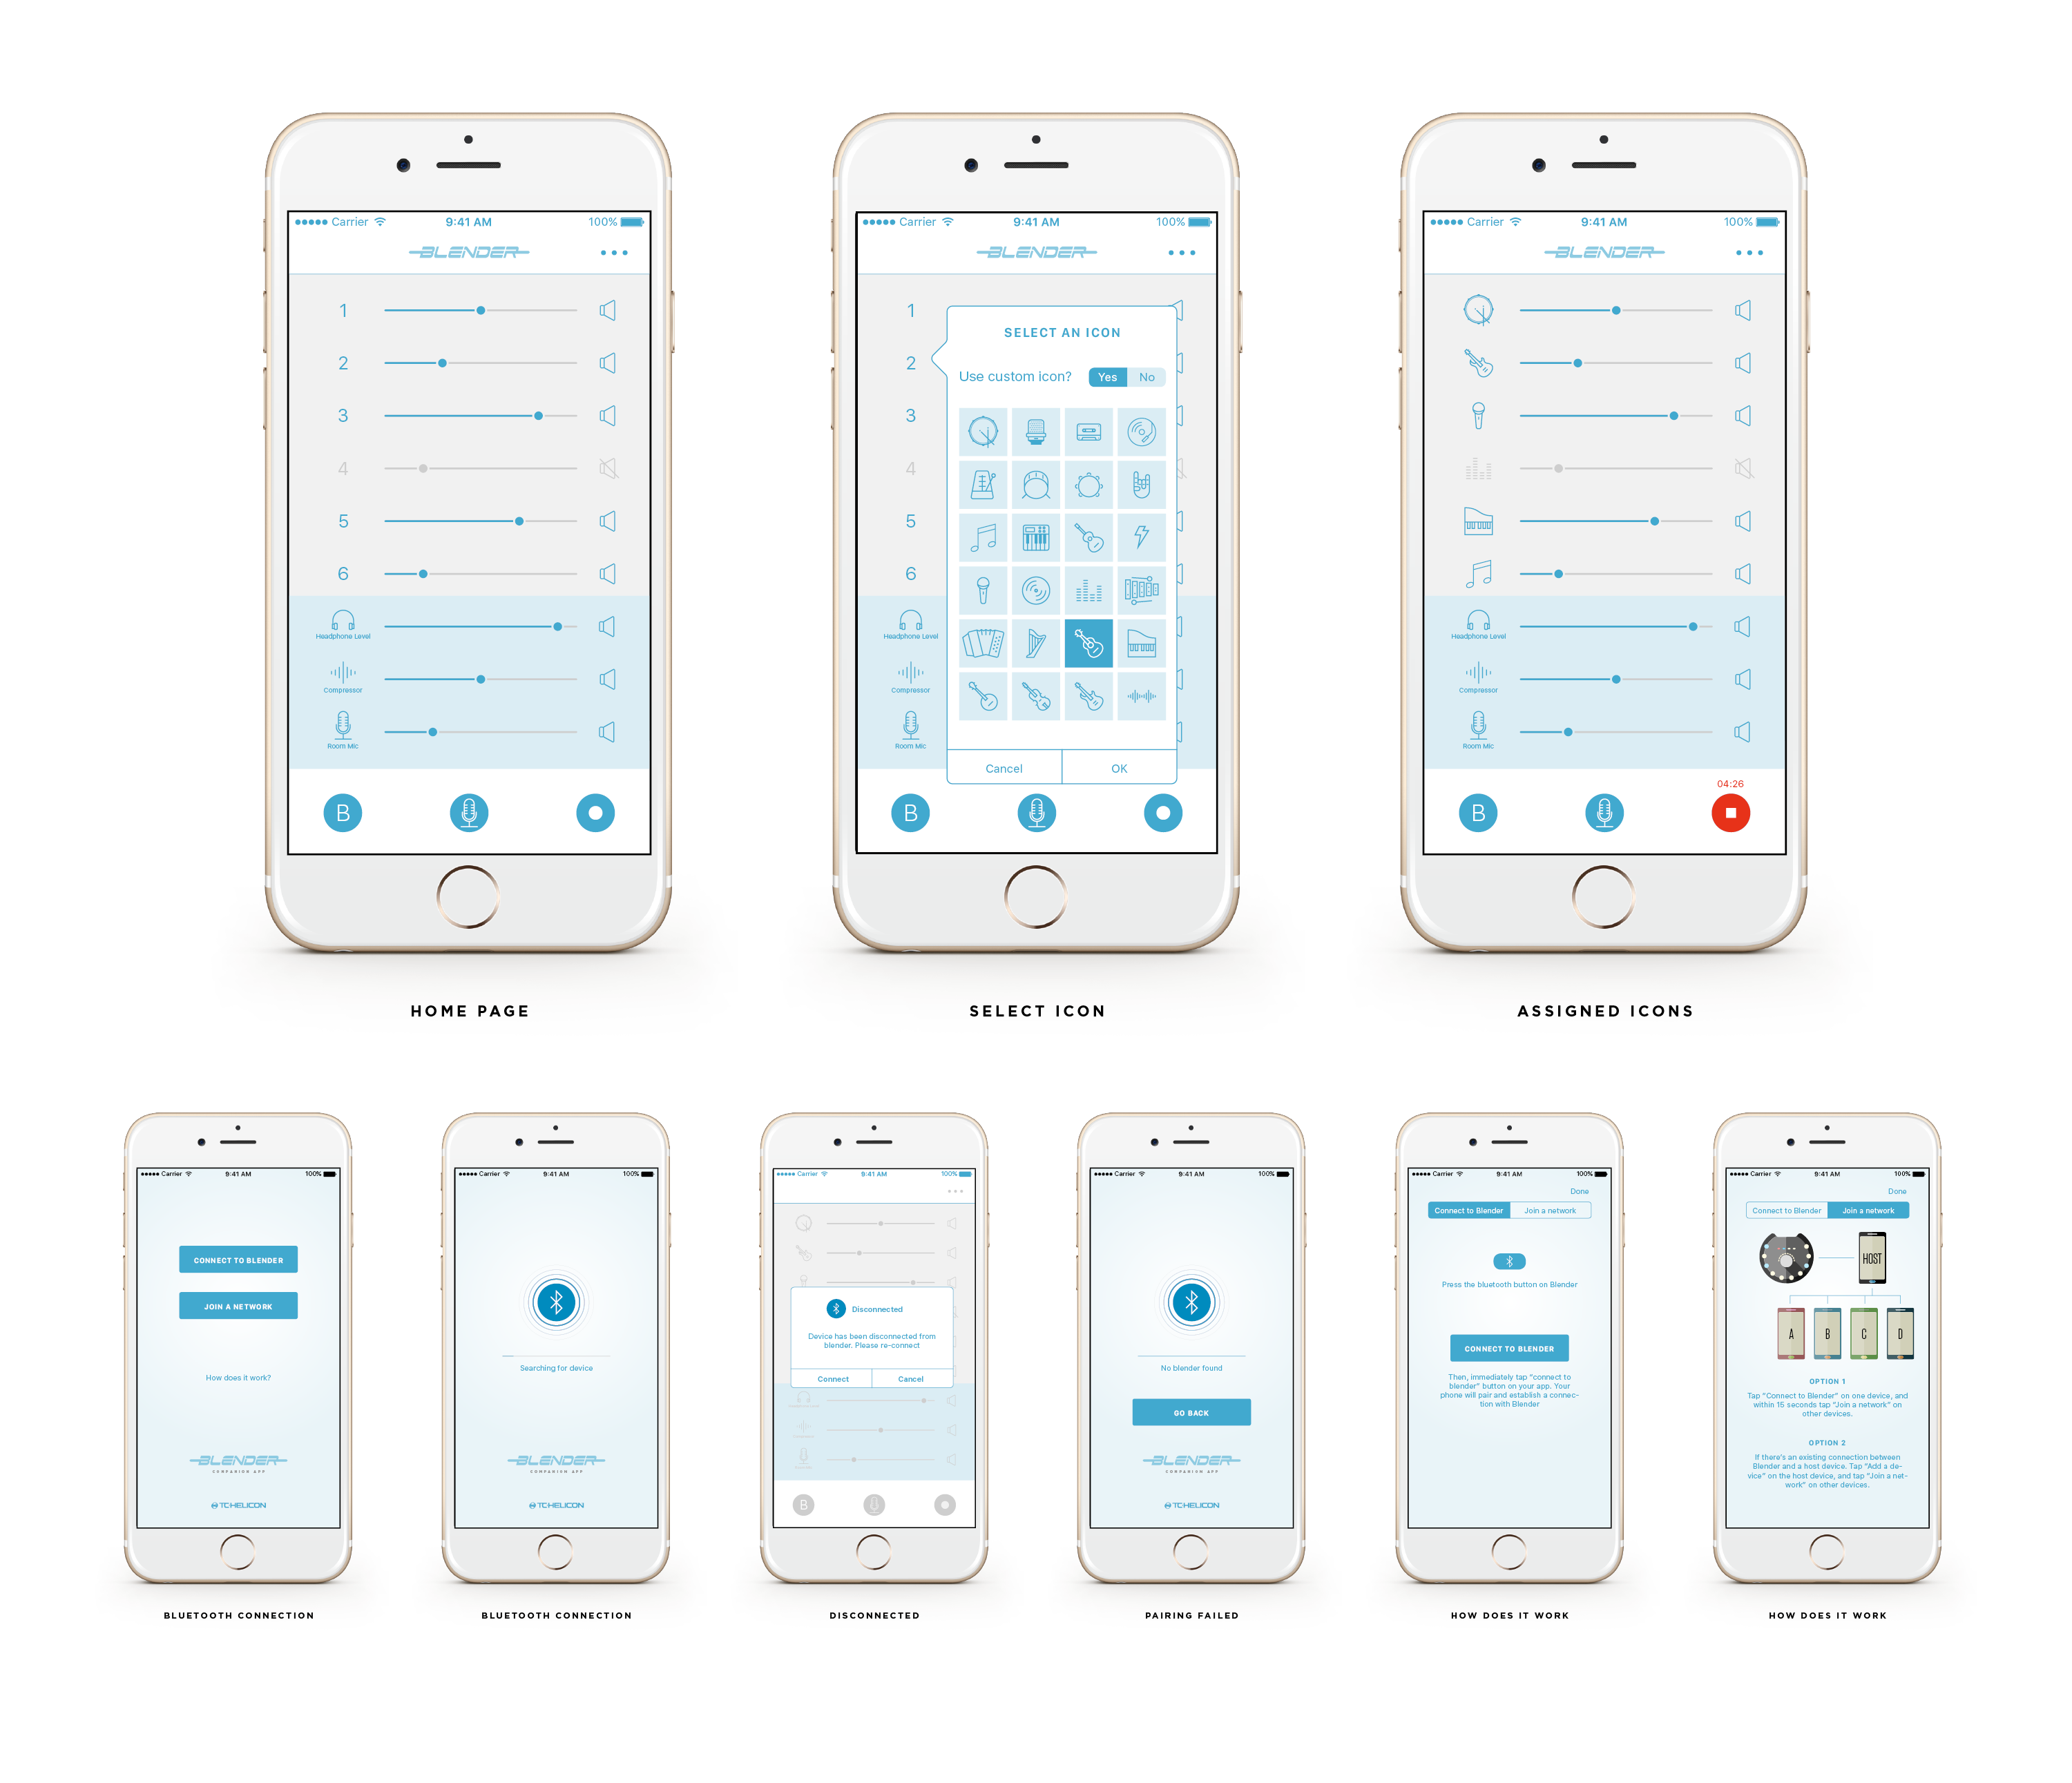 Carrier 9:41 AM 100%
BLENDER
1
2
3
4
5
6
Headphone Level
Compressor
Room Mic
B
HOME PAGE
Carrier 9:41 AM 100%
BLENDER
1
2
3
4
5
6
Headphone Level
Compressor
Room Mic
SELECT AN ICON
Use custom icon? Yes No
Cancel OK
B
SELECT ICON
Carrier 9:41 AM 100%
BLENDER
Headphone Level
Compressor
Room Mic
04:26
B
ASSIGNED ICONS
Carrier 9:41 AM 100%
CONNECT TO BLENDER
JOIN A NETWORK
How does it work?
BLENDER
COMPANION APP
TCHELICON
BLUETOOTH CONNECTION
Carrier 9:41 AM 100%
Searching for device
BLENDER
COMPANION APP
TCHELICON
BLUETOOTH CONNECTION
Carrier 9:41 AM 100%
Disconnected
Device has been disconnected from
blender. Please re-connect
Connect Cancel
B
DISCONNECTED
Carrier 9:41 AM 100%
No blender found
GO BACK
BLENDER
COMPANION APP
TCHELICON
PAIRING FAILED
Carrier 9:41 AM 100%
Done
Connect to Blender Join a network
Press the bluetooth button on Blender
CONNECT TO BLENDER
Then, immediately tap "connect to
blender" button on your app. Your
phone will pair and establish a connec-
tion with Blender
HOW DOES IT WORK
Carrier 9:41 AM 100%
Done
Connect to Blender Join a network
HOST
A B C D
OPTION 1
Tap "Connect to Blender" on one device, and
within 15 seconds tap "Join a network" on
other devices.
OPTION 2
If there's an existing connection between
Blender and a host device. Tap "Add a de-
vice" on the host device, and tap "Join a net-
work" on other devices.
HOW DOES IT WORK